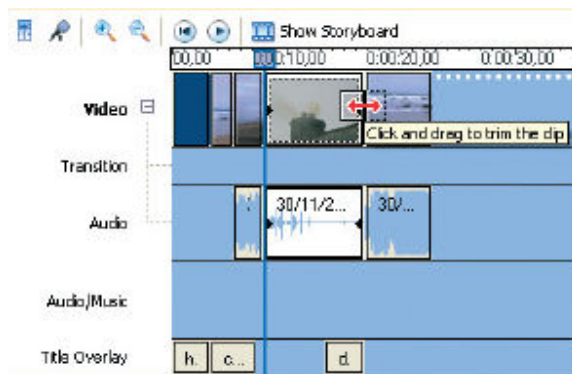 Show Storyboard
00,00 0:00:10,00 0:00:20,00 0:00:30,00
Video
Click and drag to trim the clip
Transition
30/11/2... 30/...
Audio
Audio/Music
Title Overlay h. c... d.